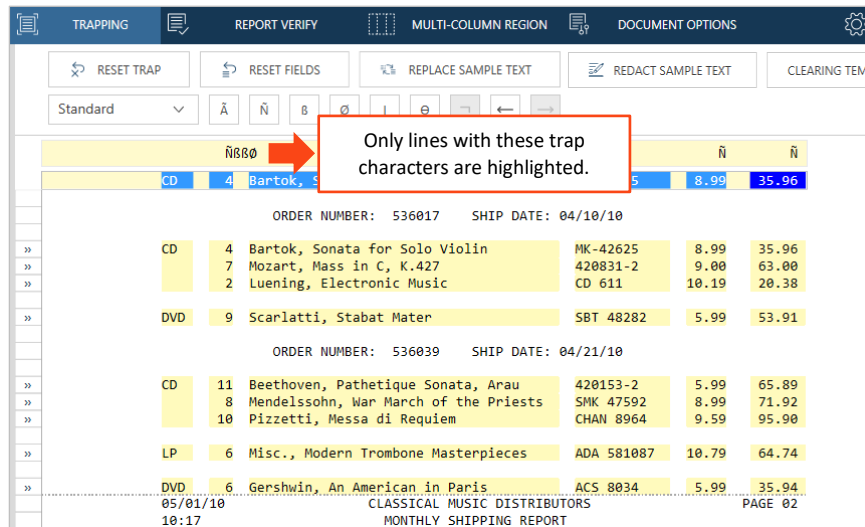 TRAPPING REPORT VERIFY MULTI-COLUMN REGION DOCUMENT OPTIONS
RESET TRAP RESET FIELDS REPLACE SAMPLE TEXT REDACT SAMPLE TEXT CLEARING TEM
Standard Ã Ñ ß Ø
ÑßßØ Ñ Ñ
Only lines with these trap
characters are highlighted.
CD 4 Bartok, S 5 8.99 35.96
ORDER NUMBER: 536017 SHIP DATE: 04/10/10
» CD 4 Bartok, Sonata for Solo Violin MK-42625 8.99 35.96
» 7 Mozart, Mass in C, K.427 420831-2 9.00 63.00
» 2 Luening, Electronic Music CD 611 10.19 20.38
» DVD 9 Scarlatti, Stabat Mater SBT 48282 5.99 53.91
ORDER NUMBER: 536039 SHIP DATE: 04/21/10
» CD 11 Beethoven, Pathetique Sonata, Arau 420153-2 5.99 65.89
» 8 Mendelssohn, War March of the Priests SMK 47592 8.99 71.92
» 10 Pizzetti, Messa di Requiem CHAN 8964 9.59 95.90
» LP 6 Misc., Modern Trombone Masterpieces ADA 581087 10.79 64.74
» DVD 6 Gershwin, An American in Paris ACS 8034 5.99 35.94
05/01/10 CLASSICAL MUSIC DISTRIBUTORS PAGE 02
10:17 MONTHLY SHIPPING REPORT